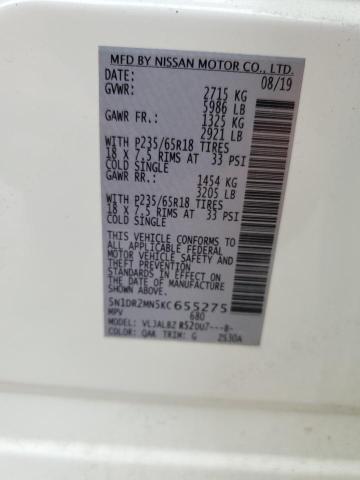 MFD BY NISSAN MOTOR CO., LTD.
DATE: 08/19
GVWR: 2715 KG
5986 LB
GAWR FR.: 1325 KG
2921 LB
WITH P235/65R18 TIRES
18 X 7.5 RIMS AT 33 PSI
COLD SINGLE
GAWR RR.: 1454 KG
3205 LB
WITH P235/65R18 TIRES
18 X 7.5 RIMS AT 33 PSI
COLD SINGLE
THIS VEHICLE CONFORMS TO
ALL APPLICABLE FEDERAL
MOTOR VEHICLE SAFETY
STANDARDS IN EFFECT ON
THE DATE OF MANUFACTURE
SHOWN ABOVE.
5N1DR2MN5KC655275
MPV 680
MODEL: VLJALBZ R52UU7---B-
COLOR: QAK TRIM: G 2530A